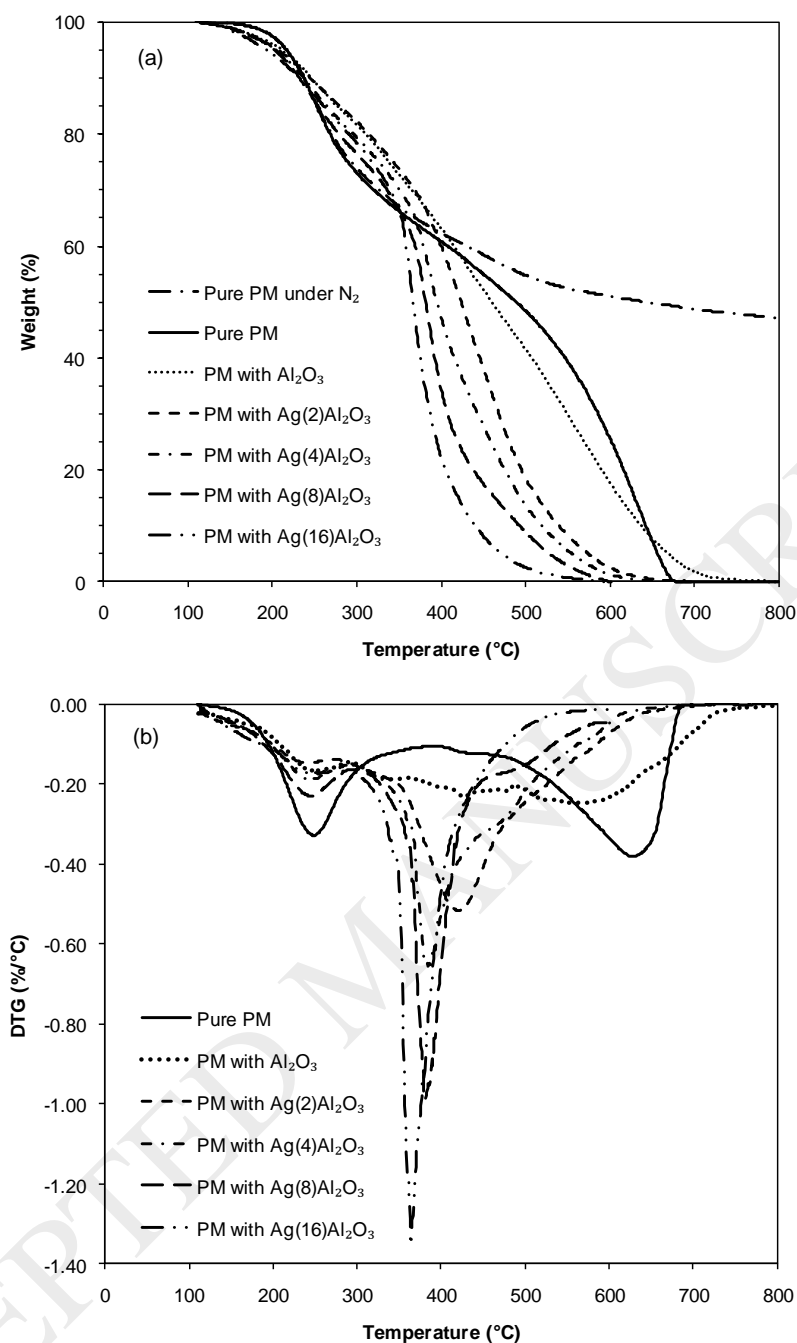 (a)
100
80
60
40
20
0
Weight (%)
Pure PM under N₂
Pure PM
PM with Al₂O₃
PM with Ag(2)Al₂O₃
PM with Ag(4)Al₂O₃
PM with Ag(8)Al₂O₃
PM with Ag(16)Al₂O₃
0 100 200 300 400 500 600 700 800
Temperature (°C)
(b)
0.00
-0.20
-0.40
-0.60
-0.80
-1.00
-1.20
-1.40
DTG (%/°C)
Pure PM
PM with Al₂O₃
PM with Ag(2)Al₂O₃
PM with Ag(4)Al₂O₃
PM with Ag(8)Al₂O₃
PM with Ag(16)Al₂O₃
0 100 200 300 400 500 600 700 800
Temperature (°C)
EPTED MANUSCRI